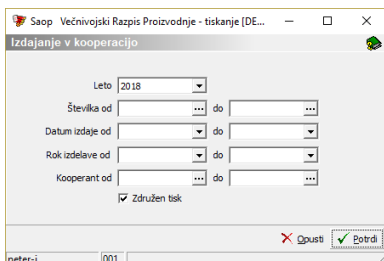 Saop Večnivojski Razpis Proizvodnje - tiskanje [DE...
Izdajanje v kooperacijo
Leto 2018
Številka od ... do ...
Datum izdaje od do
Rok izdelave od do
Kooperant od ... do ...
Združen tisk
Opusti Potrdi
peter-j 001